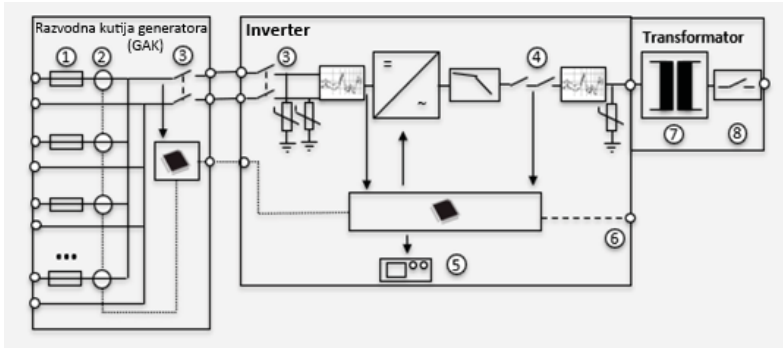 Razvodna kutija generatora
(GAK)
Inverter
Transformator
① ② ③ ③ ④
=
~
⑦ ⑧
...
⑤ ⑥